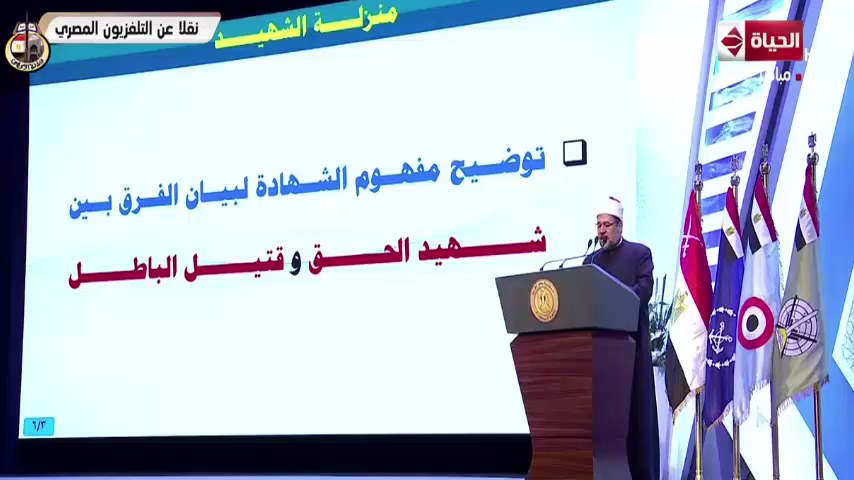 نقلا عن التلفزيون المصري
الحياة
مباشر
منزلة الشهيد
توضيح مفهوم الشهادة لبيان الفرق بين
شهيد الحق و قتيل الباطل
٦/٣